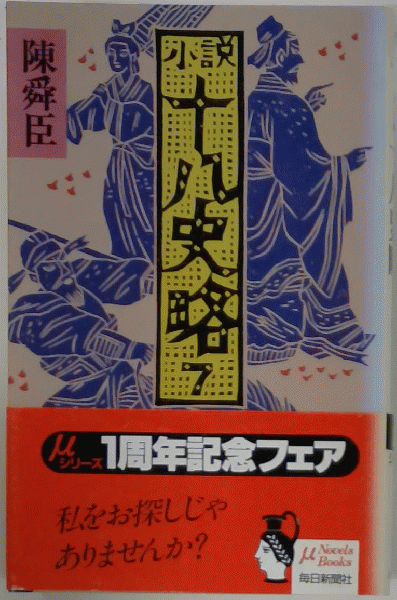 陳舜臣
小説
十八史略
7
μシリーズ 1周年記念フェア
私をお探しじゃ
ありませんか?
μ Novels Books
毎日新聞社